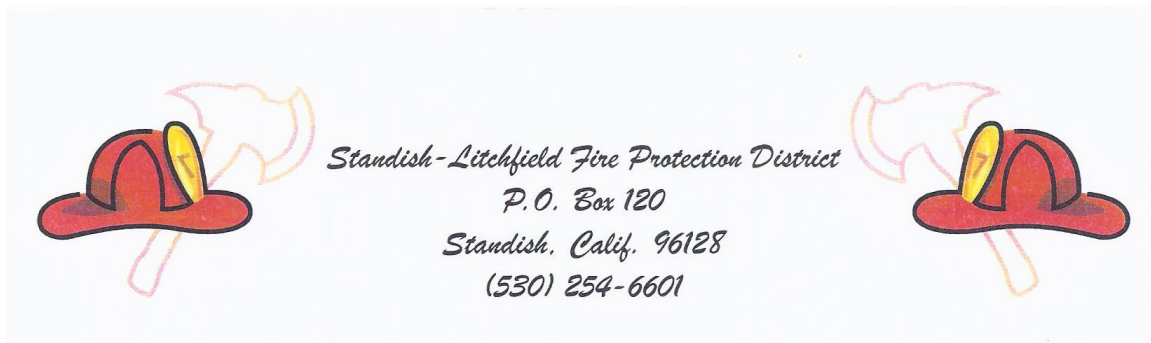 Standish-Litchfield Fire Protection District
P.O. Box 120
Standish, Calif. 96128
(530) 254-6601